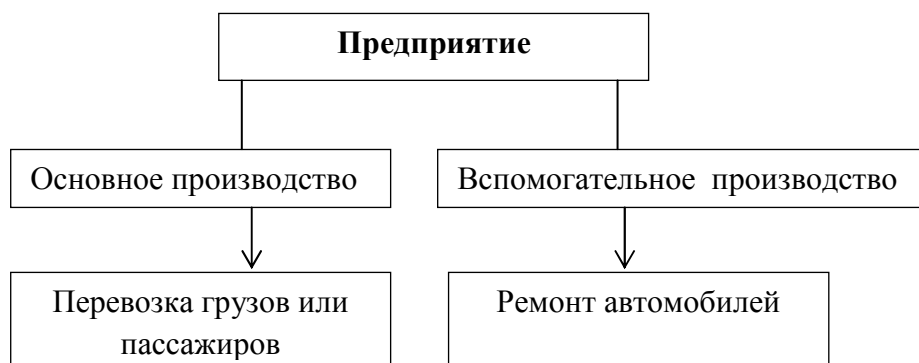 Предприятие
Основное производство
Вспомогательное производство
Перевозка грузов или
пассажиров
Ремонт автомобилей